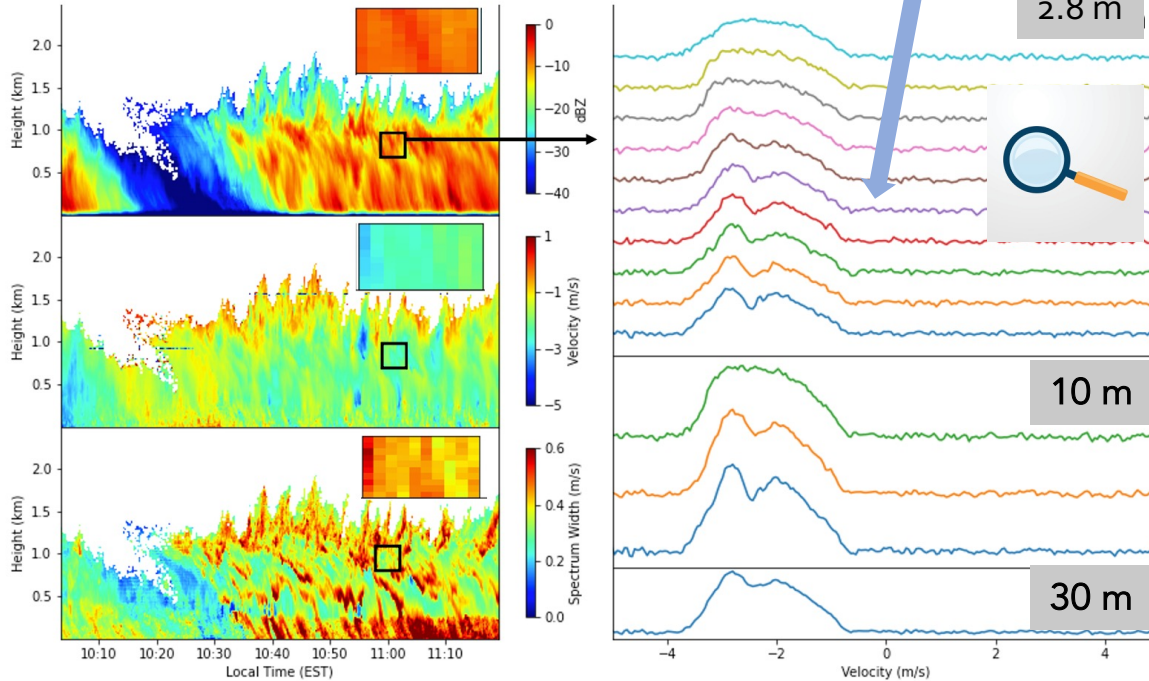 2.0
1.5
1.0
0.5
Height (km)
0
−10
−20
−30
−40
dBZ
2.0
1.5
1.0
0.5
Height (km)
1
−1
−3
−5
Velocity (m/s)
2.0
1.5
1.0
0.5
Height (km)
0.6
0.4
0.2
0.0
Spectrum Width (m/s)
10:10 10:20 10:30 10:40 10:50 11:00 11:10
Local Time (EST)
2.8 m
10 m
30 m
−4 −2 0 2 4
Velocity (m/s)